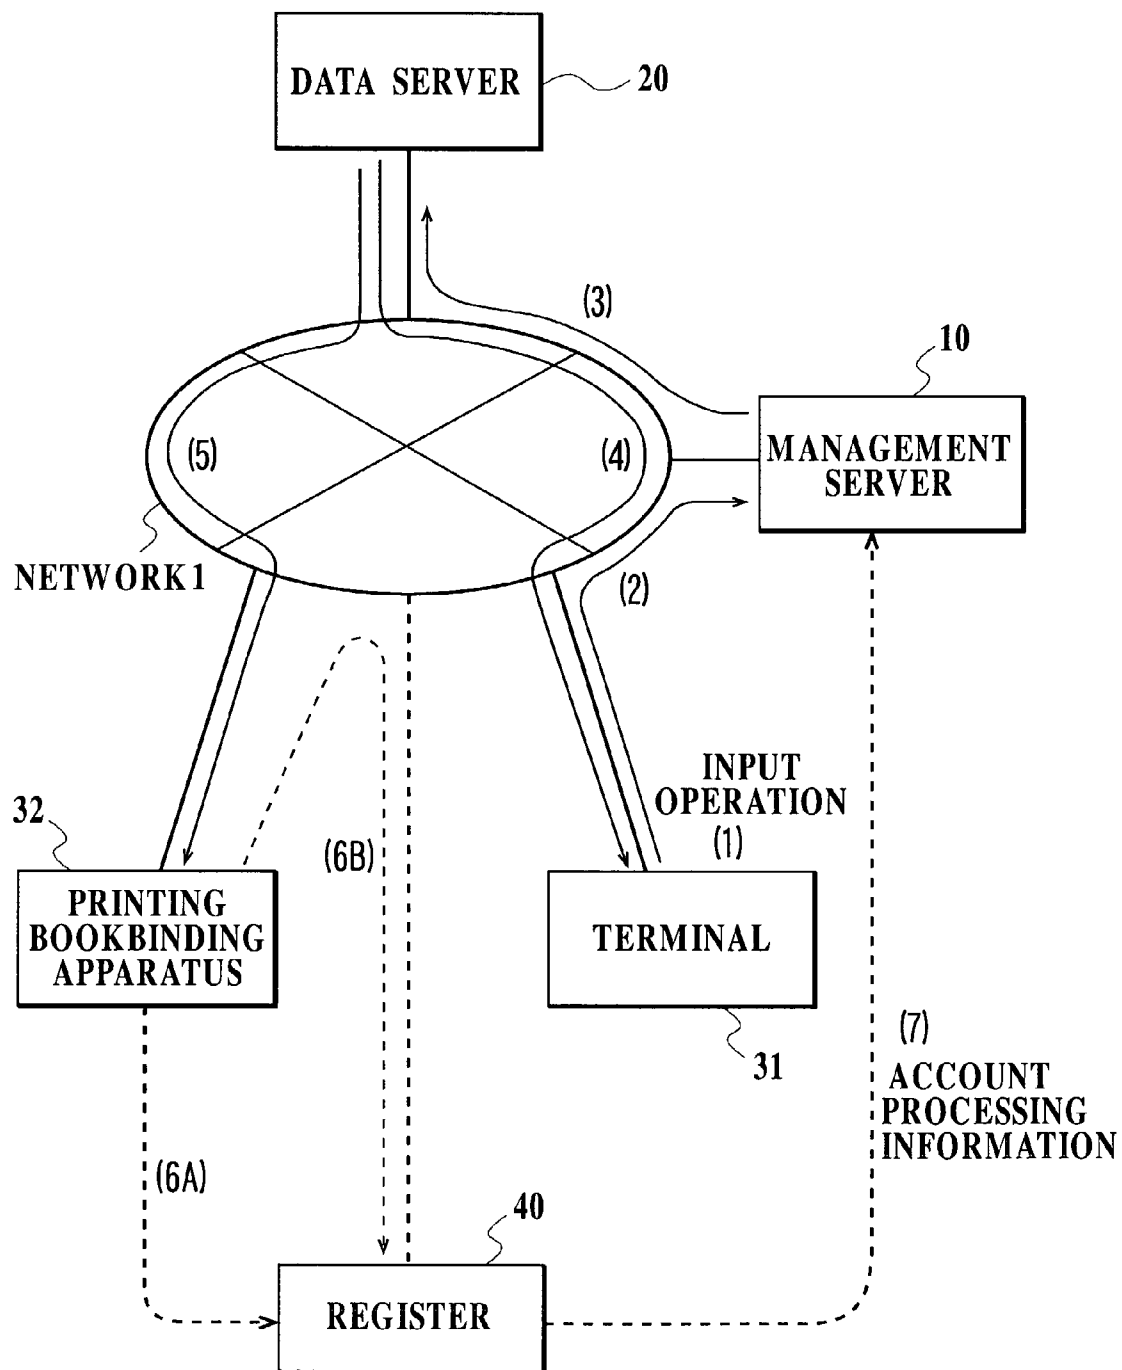 DATA SERVER
20
(3)
10
MANAGEMENT
SERVER
(5)
(4)
NETWORK1
(2)
INPUT
OPERATION
(1)
32
(6B)
PRINTING
BOOKBINDING
APPARATUS
TERMINAL
31
(7)
ACCOUNT
PROCESSING
INFORMATION
(6A)
40
REGISTER